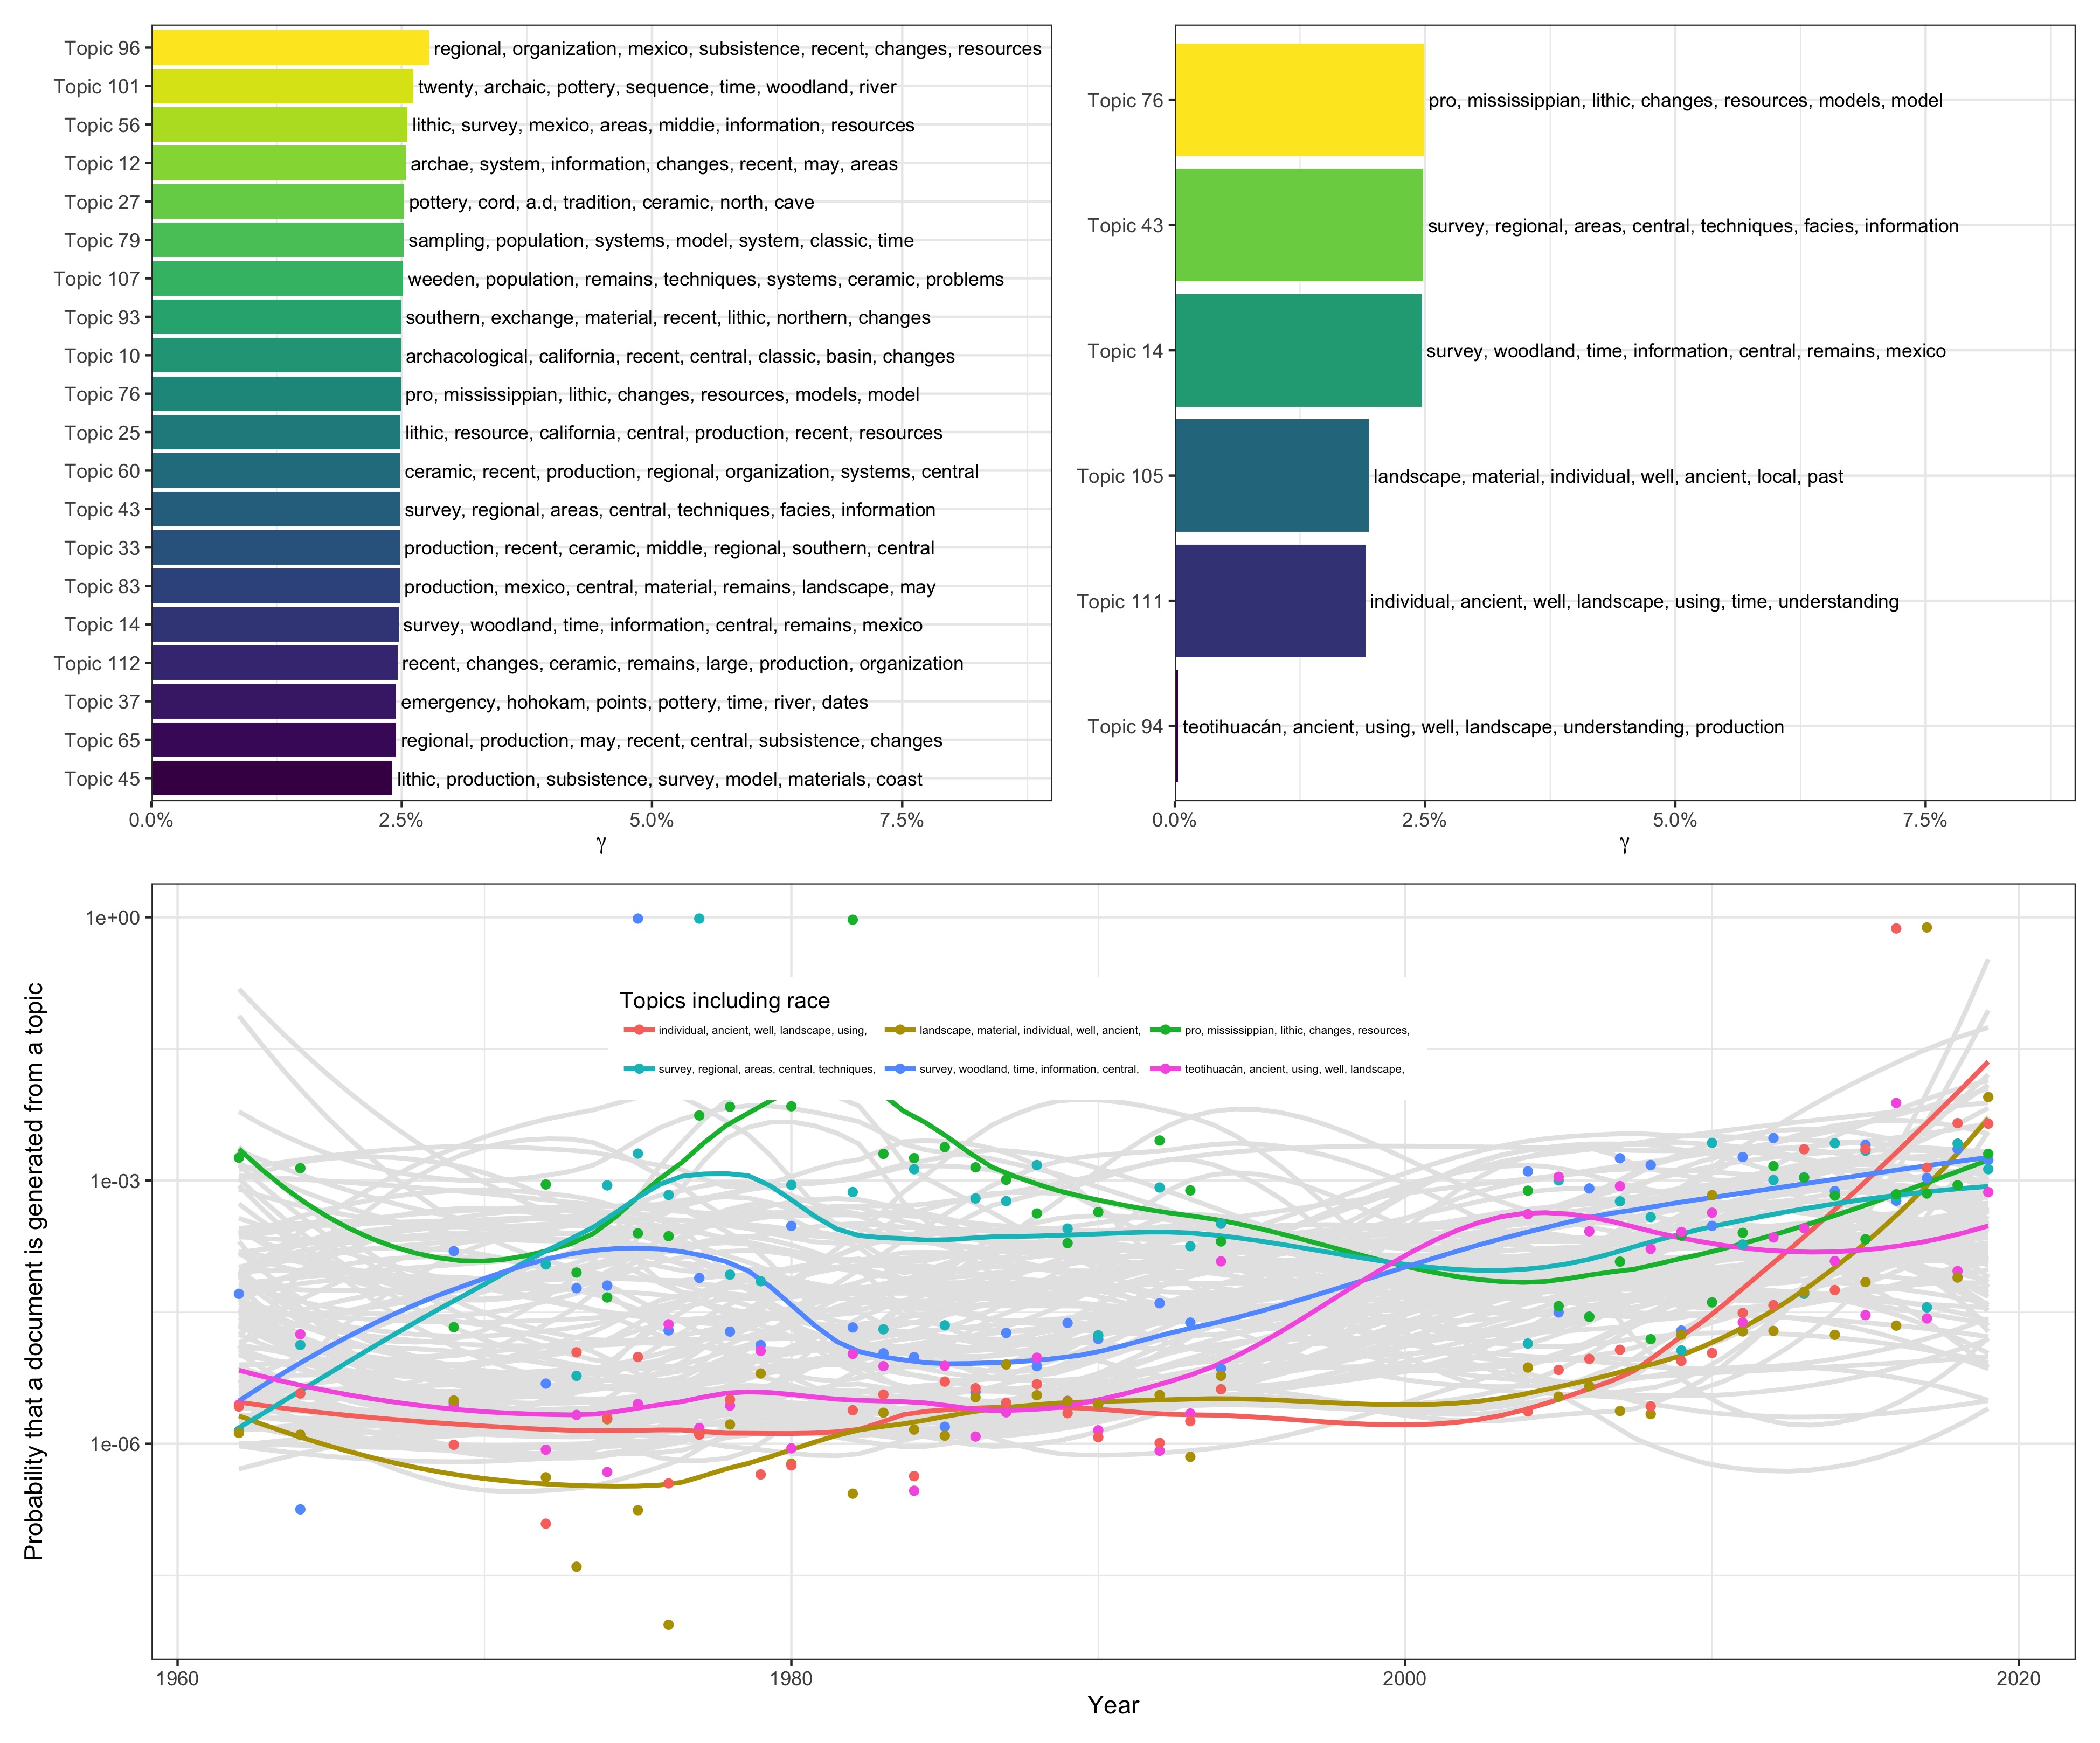 Topic 96 regional, organization, mexico, subsistence, recent, changes, resources
Topic 101 twenty, archaic, pottery, sequence, time, woodland, river
Topic 56 lithic, survey, mexico, areas, middie, information, resources
Topic 12 archae, system, information, changes, recent, may, areas
Topic 27 pottery, cord, a.d, tradition, ceramic, north, cave
Topic 79 sampling, population, systems, model, system, classic, time
Topic 107 weeden, population, remains, techniques, systems, ceramic, problems
Topic 93 southern, exchange, material, recent, lithic, northern, changes
Topic 10 archacological, california, recent, central, classic, basin, changes
Topic 76 pro, mississippian, lithic, changes, resources, models, model
Topic 25 lithic, resource, california, central, production, recent, resources
Topic 60 ceramic, recent, production, regional, organization, systems, central
Topic 43 survey, regional, areas, central, techniques, facies, information
Topic 33 production, recent, ceramic, middle, regional, southern, central
Topic 83 production, mexico, central, material, remains, landscape, may
Topic 14 survey, woodland, time, information, central, remains, mexico
Topic 112 recent, changes, ceramic, remains, large, production, organization
Topic 37 emergency, hohokam, points, pottery, time, river, dates
Topic 65 regional, production, may, recent, central, subsistence, changes
Topic 45 lithic, production, subsistence, survey, model, materials, coast
0.0% 2.5% 5.0% 7.5%
γ
Topic 76 pro, mississippian, lithic, changes, resources, models, model
Topic 43 survey, regional, areas, central, techniques, facies, information
Topic 14 survey, woodland, time, information, central, remains, mexico
Topic 105 landscape, material, individual, well, ancient, local, past
Topic 111 individual, ancient, well, landscape, using, time, understanding
Topic 94 teotihuacán, ancient, using, well, landscape, understanding, production
0.0% 2.5% 5.0% 7.5%
γ
Probability that a document is generated from a topic
1e+00
1e-03
1e-06
Topics including race
individual, ancient, well, landscape, using, landscape, material, individual, well, ancient, pro, mississippian, lithic, changes, resources,
survey, regional, areas, central, techniques, survey, woodland, time, information, central, teotihuacán, ancient, using, well, landscape,
1960 1980 2000 2020
Year